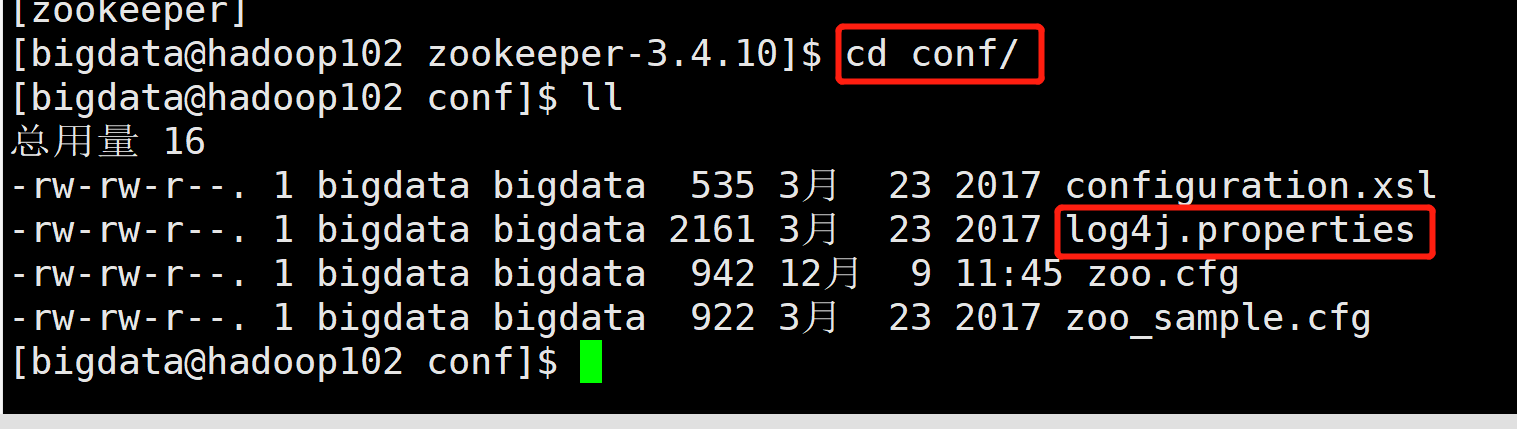 [zookeeper]
[bigdata@hadoop102 zookeeper-3.4.10]$ cd conf/
[bigdata@hadoop102 conf]$ ll
总用量 16
-rw-rw-r--. 1 bigdata bigdata  535 3月  23 2017 configuration.xsl
-rw-rw-r--. 1 bigdata bigdata 2161 3月  23 2017 log4j.properties
-rw-rw-r--. 1 bigdata bigdata  942 12月  9 11:45 zoo.cfg
-rw-rw-r--. 1 bigdata bigdata  922 3月  23 2017 zoo_sample.cfg
[bigdata@hadoop102 conf]$